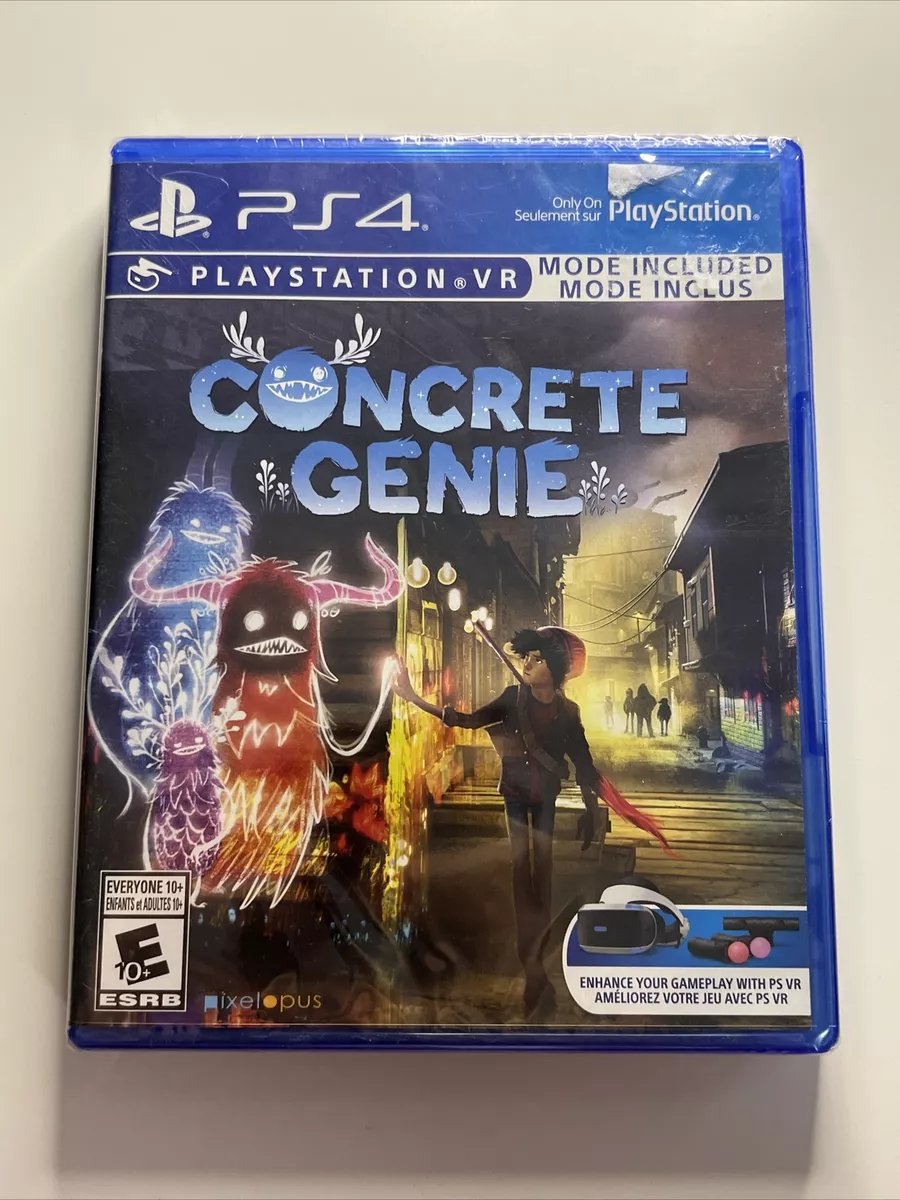 PS4
Only On
Seulement sur
PlayStation®
PLAYSTATION®VR
MODE INCLUDED
MODE INCLUS
CONCRETE
GENIE
EVERYONE 10+
ENFANTS et ADULTES 10+
E
10+
ESRB
pixelopus
ENHANCE YOUR GAMEPLAY WITH PS VR
AMÉLIOREZ VOTRE JEU AVEC PS VR